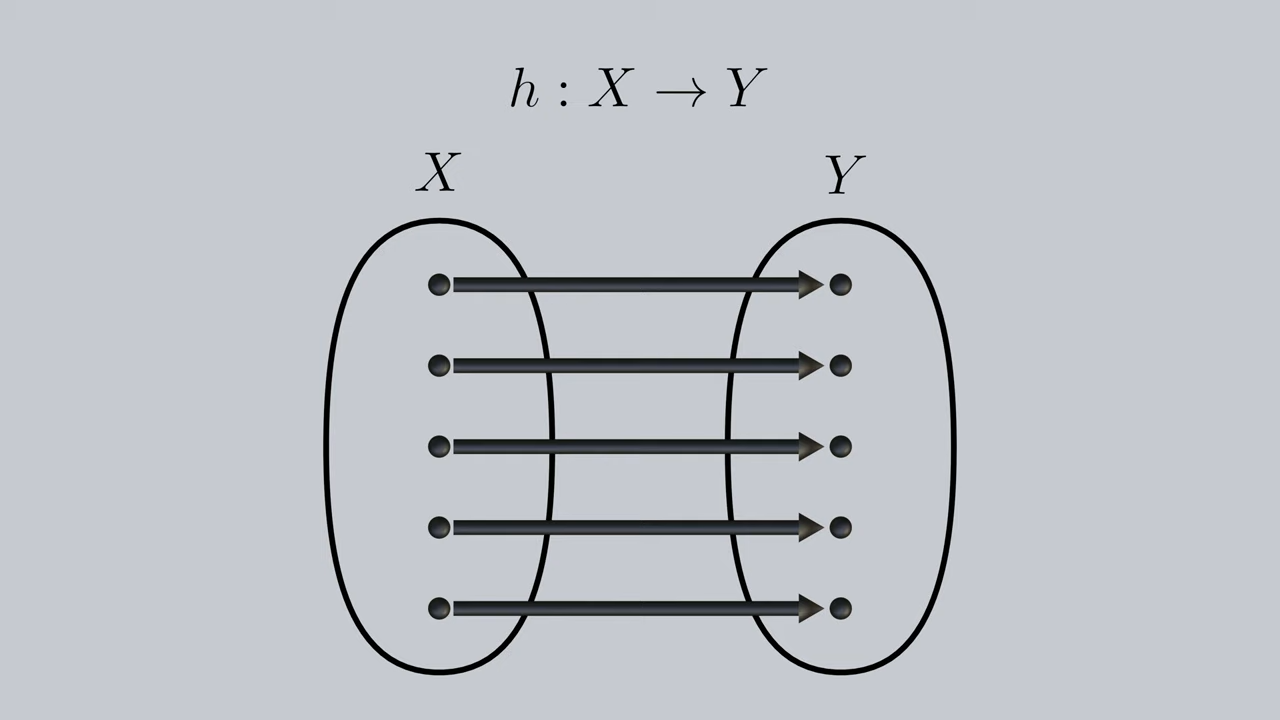 h : X → Y
X
Y